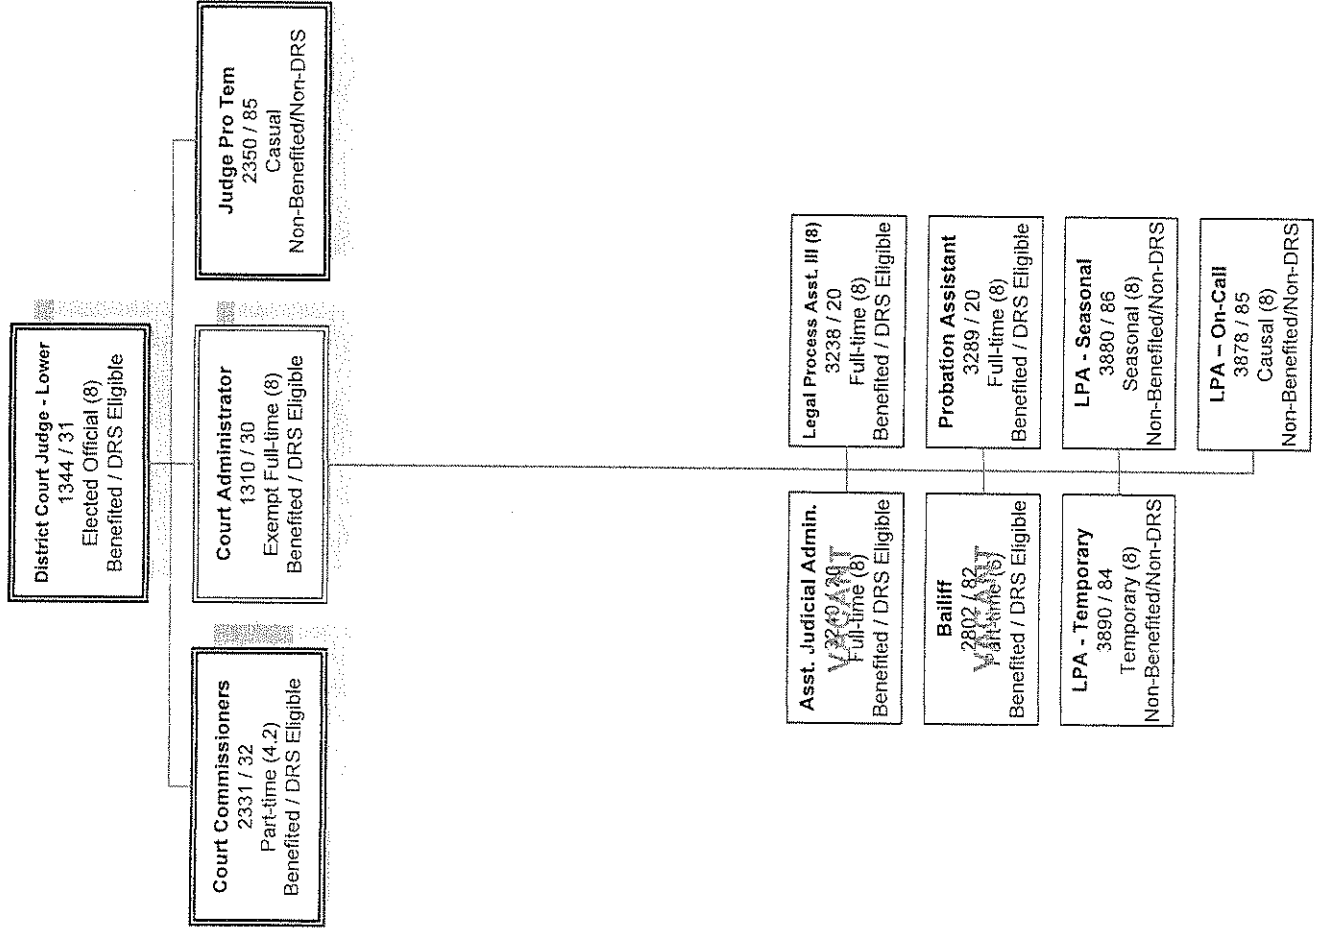 District Court Judge - Lower
1344 / 31
Elected Official (8)
Benefited / DRS Eligible
Court Commissioners
2331 / 32
Part-time (4.2)
Benefited / DRS Eligible
Court Administrator
1310 / 30
Exempt Full-time (8)
Benefited / DRS Eligible
Judge Pro Tem
2350 / 85
Casual
Non-Benefited/Non-DRS
Asst. Judicial Admin.
3240 / 20
VACANT
Full-time (8)
Benefited / DRS Eligible
Legal Process Asst. III (8)
3238 / 20
Full-time (8)
Benefited / DRS Eligible
Bailiff
2802 / 82
VACANT
Part-time
Benefited / DRS Eligible
Probation Assistant
3289 / 20
Full-time (8)
Benefited / DRS Eligible
LPA - Temporary
3890 / 84
Temporary (8)
Non-Benefited/Non-DRS
LPA - Seasonal
3880 / 86
Seasonal (8)
Non-Benefited/Non-DRS
LPA – On-Call
3878 / 85
Causal (8)
Non-Benefited/Non-DRS